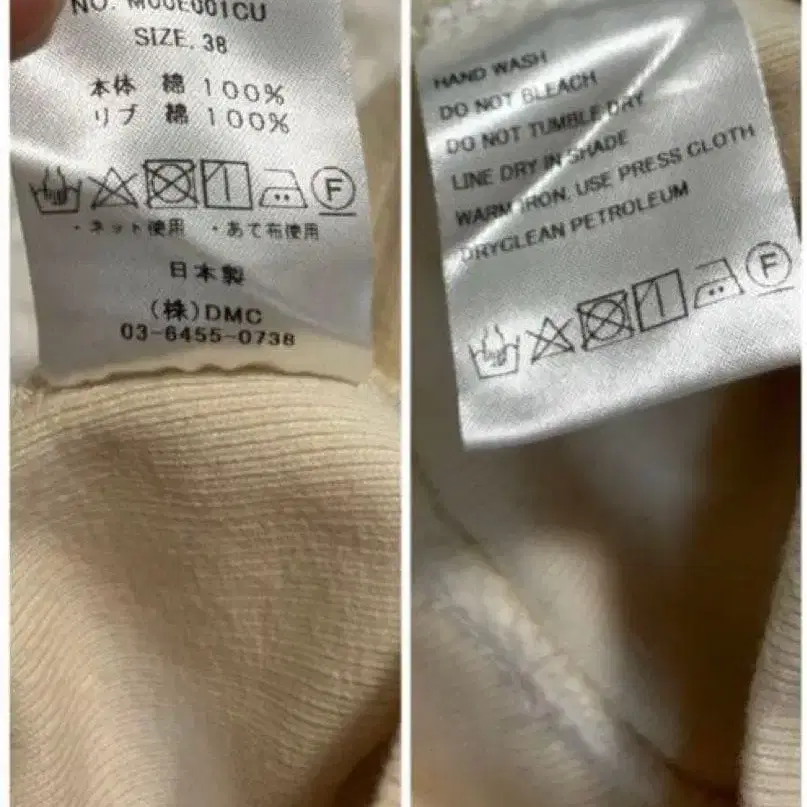 NO. M00E001CU
SIZE. 38
本体 綿 100%
リブ 綿 100%
F
・ネット使用 ・あて布使用
日本製
(株)DMC
03-6455-0738
HAND WASH
DO NOT BLEACH
DO NOT TUMBLE DRY
LINE DRY IN SHADE
WARM IRON, USE PRESS CLOTH
DRYCLEAN PETROLEUM
F